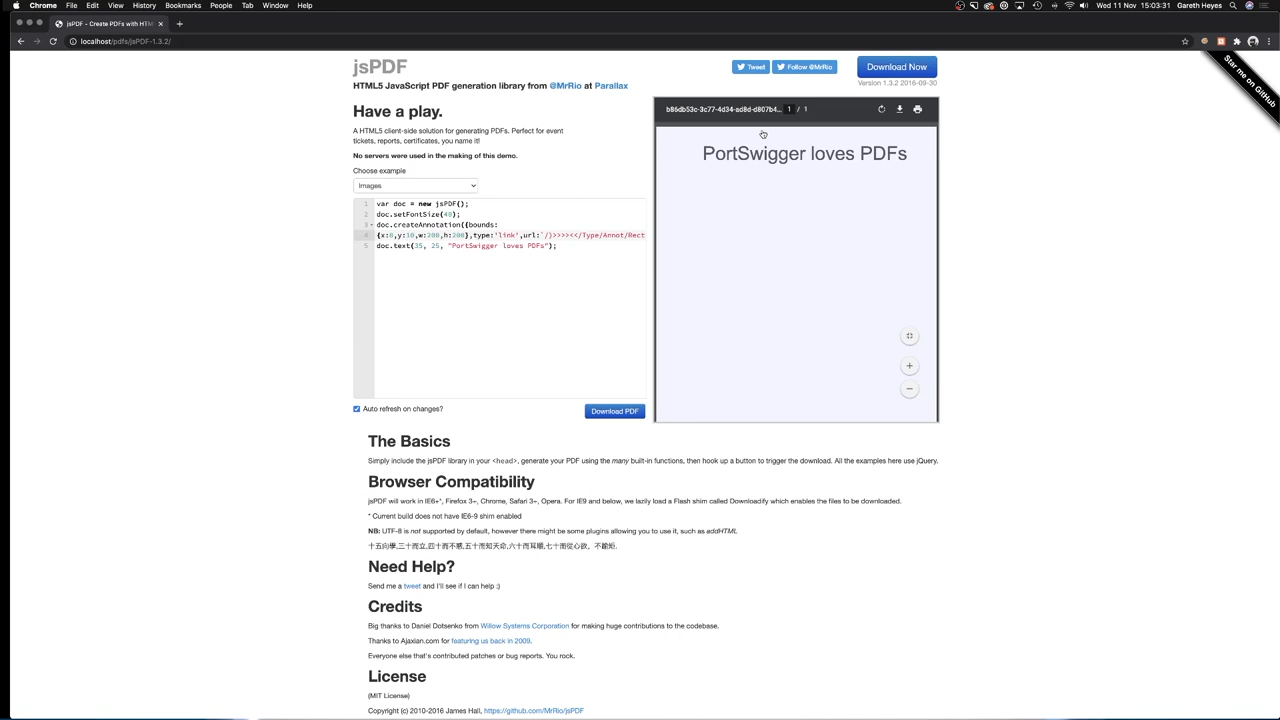 Chrome File Edit View History Bookmarks People Tab Window Help
Wed 11 Nov 15:03:31 Gareth Heyes
jsPDF - Create PDFs with HTM
localhost/pdfs/jsPDF-1.3.2/
Star me on GitHub
jsPDF
Tweet
Follow @MrRio
Download Now
Version 1.3.2 2016-09-30
HTML5 JavaScript PDF generation library from @MrRio at Parallax
Have a play.
A HTML5 client-side solution for generating PDFs. Perfect for event
tickets, reports, certificates, you name it!
No servers were used in the making of this demo.
Choose example
Images
1 var doc = new jsPDF();
2 doc.setFontSize(40);
3 doc.createAnnotation({bounds:
4 {x:0,y:10,w:200,h:200},type:'link',url:`/)>>>><</Type/Annot/Rect
5 doc.text(35, 25, "PortSwigger loves PDFs");
b86db53c-3c77-4d34-ad8d-d807b4... 1 / 1
PortSwigger loves PDFs
Auto refresh on changes?
Download PDF
The Basics
Simply include the jsPDF library in your <head>, generate your PDF using the many built-in functions, then hook up a button to trigger the download. All the examples here use jQuery.
Browser Compatibility
jsPDF will work in IE6+*, Firefox 3+, Chrome, Safari 3+, Opera. For IE9 and below, we lazily load a Flash shim called Downloadify which enables the files to be downloaded.
* Current build does not have IE6-9 shim enabled
NB: UTF-8 is not supported by default, however there might be some plugins allowing you to use it, such as addHTML
十五向學,三十而立,四十而不惑,五十而知天命,六十而耳順,七十而從心欲，不踰矩.
Need Help?
Send me a tweet and I'll see if I can help :)
Credits
Big thanks to Daniel Dotsenko from Willow Systems Corporation for making huge contributions to the codebase.
Thanks to Ajaxian.com for featuring us back in 2009.
Everyone else that's contributed patches or bug reports. You rock.
License
(MIT License)
Copyright (c) 2010-2016 James Hall, https://github.com/MrRio/jsPDF